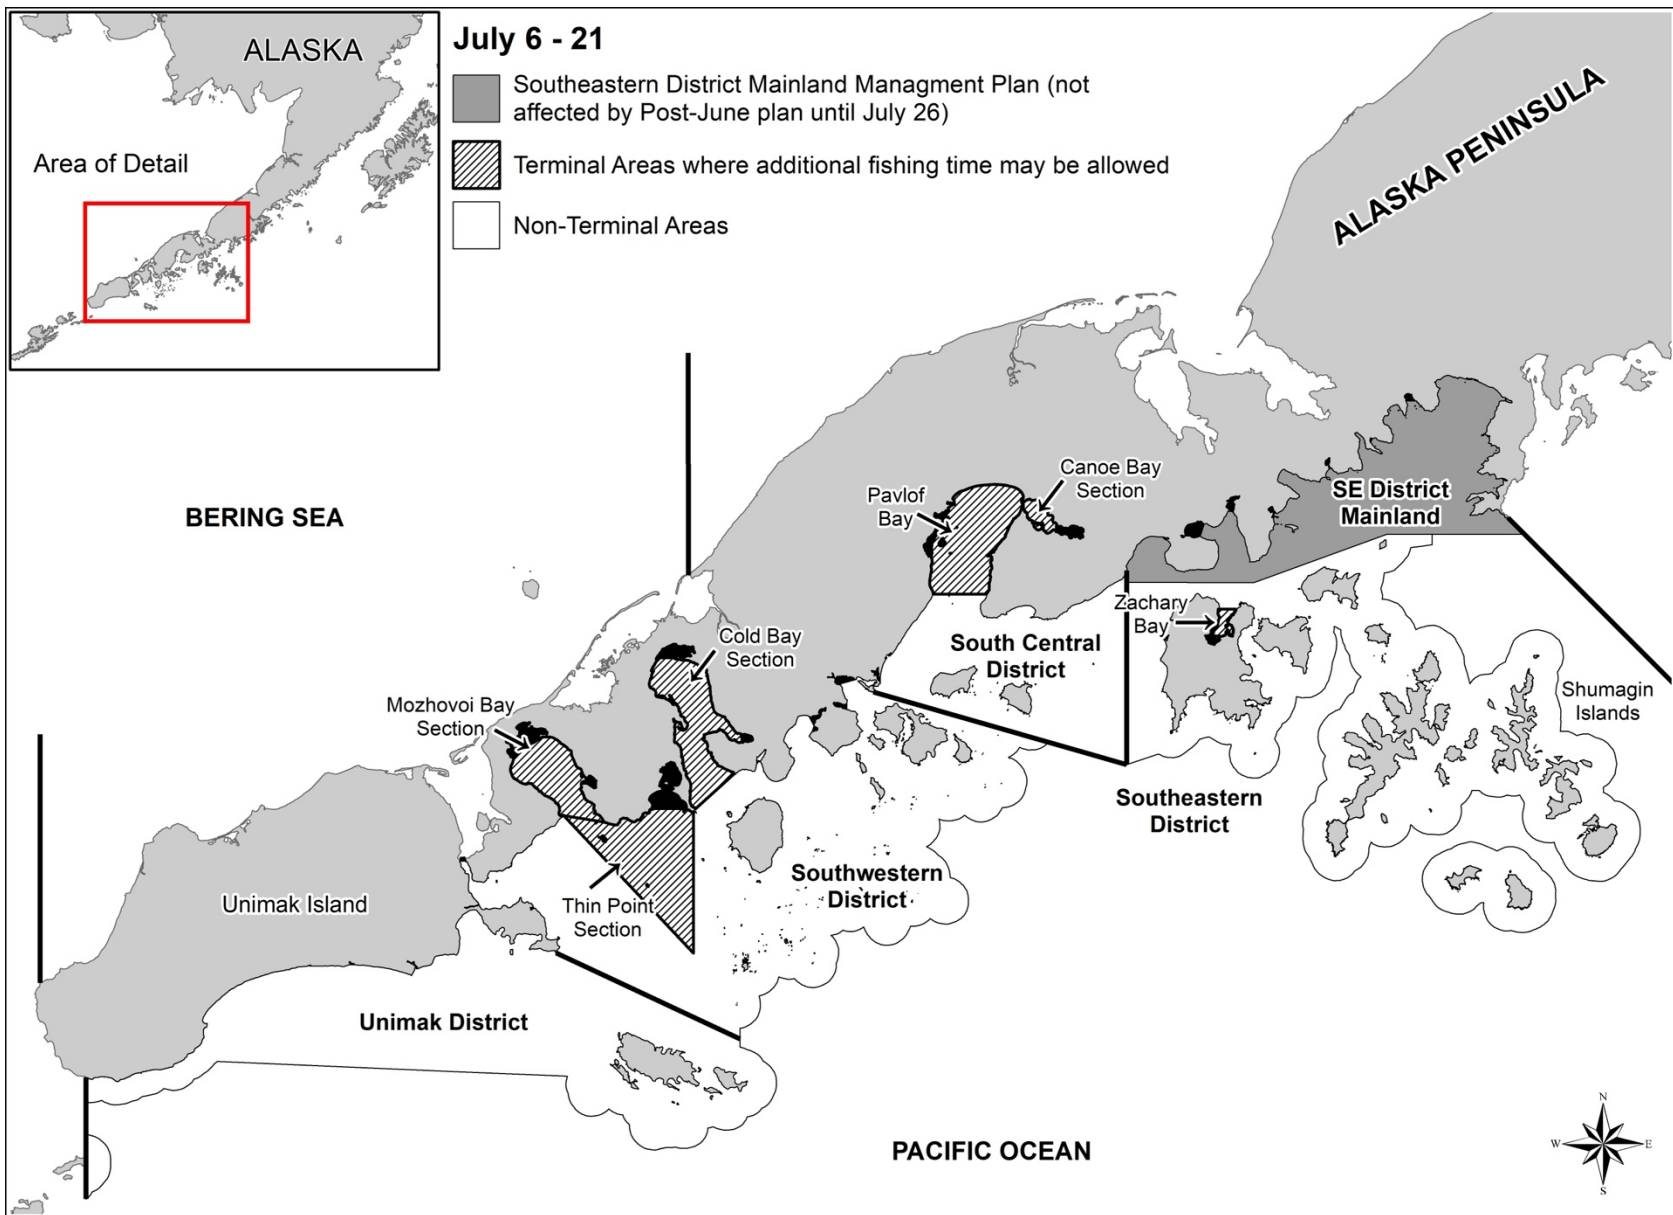 ALASKA
Area of Detail
July 6 - 21
Southeastern District Mainland Managment Plan (not
affected by Post-June plan until July 26)
Terminal Areas where additional fishing time may be allowed
Non-Terminal Areas
ALASKA PENINSULA
BERING SEA
Pavlof
Bay
Canoe Bay
Section
SE District
Mainland
Zachary
Bay
Cold Bay
Section
South Central
District
Mozhovoi Bay
Section
Shumagin
Islands
Southeastern
District
Southwestern
District
Unimak Island
Thin Point
Section
Unimak District
PACIFIC OCEAN
N
W
E
S